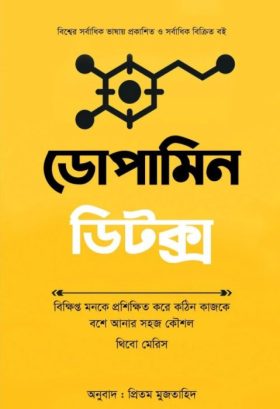 বিশ্বের সর্বাধিক ভাষায় প্রকাশিত ও সর্বাধিক বিক্রিত বই
ডোপামিন
ডিটক্স
বিক্ষিপ্ত মনকে প্রশিক্ষিত করে কঠিন কাজকে
বশে আনার সহজ কৌশল
থিবো মেরিস
অনুবাদ : প্রিতম মুজতাহিদ